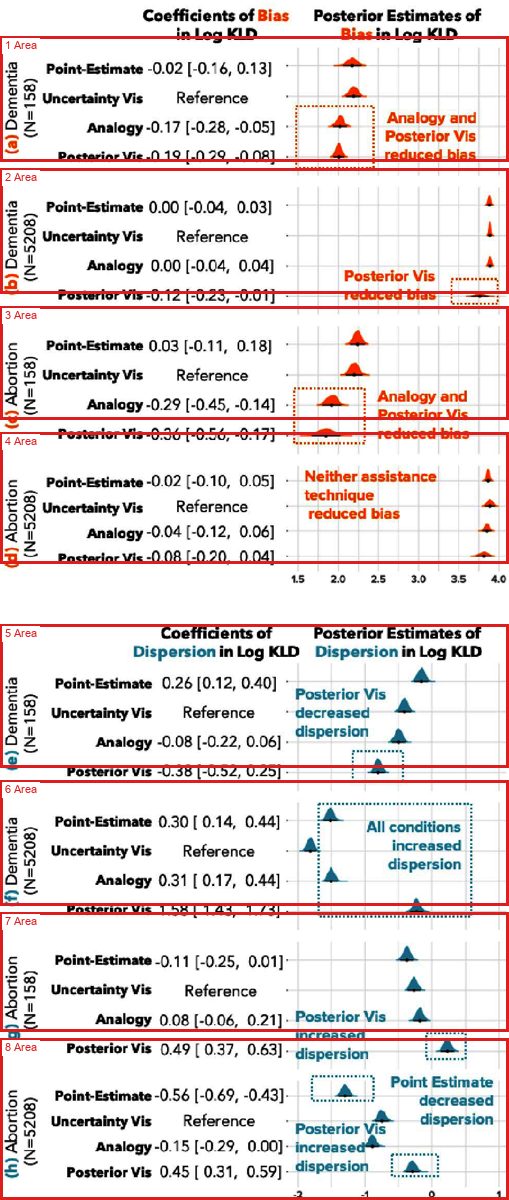 Coefficients of Bias in Log KLD
Posterior Estimates of Bias in Log KLD
1 Area
(a) Dementia (N=158)
Point-Estimate -0.02 [-0.16, 0.13]
Uncertainty Vis Reference
Analogy -0.17 [-0.28, -0.05]
Posterior Vis -0.19 [-0.29, -0.08]
Analogy and
Posterior Vis
reduced bias
2 Area
(b) Dementia (N=5208)
Point-Estimate 0.00 [-0.04, 0.03]
Uncertainty Vis Reference
Analogy 0.00 [-0.04, 0.04]
Posterior Vis -0.12 [-0.23, -0.01]
Posterior Vis
reduced bias
3 Area
(c) Abortion (N=158)
Point-Estimate 0.03 [-0.11, 0.18]
Uncertainty Vis Reference
Analogy -0.29 [-0.45, -0.14]
Posterior Vis -0.36 [-0.56, -0.17]
Analogy and
Posterior Vis
reduced bias
4 Area
(d) Abortion (N=5208)
Point-Estimate -0.02 [-0.10, 0.05]
Uncertainty Vis Reference
Analogy -0.04 [-0.12, 0.06]
Posterior Vis -0.08 [-0.20, 0.04]
Neither assistance
technique
reduced bias
1.5 2.0 2.5 3.0 3.5 4.0
Coefficients of Dispersion in Log KLD
Posterior Estimates of Dispersion in Log KLD
5 Area
(e) Dementia (N=158)
Point-Estimate 0.26 [0.12, 0.40]
Uncertainty Vis Reference
Analogy -0.08 [-0.22, 0.06]
Posterior Vis -0.38 [-0.52, 0.25]
Posterior Vis
decreased
dispersion
6 Area
(f) Dementia (N=5208)
Point-Estimate 0.30 [ 0.14, 0.44]
Uncertainty Vis Reference
Analogy 0.31 [ 0.17, 0.44]
Posterior Vis 1.58 [ 1.43, 1.73]
All conditions
increased
dispersion
7 Area
(g) Abortion (N=158)
Point-Estimate -0.11 [-0.25, 0.01]
Uncertainty Vis Reference
Analogy 0.08 [-0.06, 0.21]
Posterior Vis 0.49 [ 0.37, 0.63]
Posterior Vis
increased
dispersion
8 Area
(h) Abortion (N=5208)
Point-Estimate -0.56 [-0.69, -0.43]
Uncertainty Vis Reference
Analogy -0.15 [-0.29, 0.00]
Posterior Vis 0.45 [ 0.31, 0.59]
Point Estimate
decreased
dispersion
Posterior Vis
increased
dispersion
-2 -1 0 1